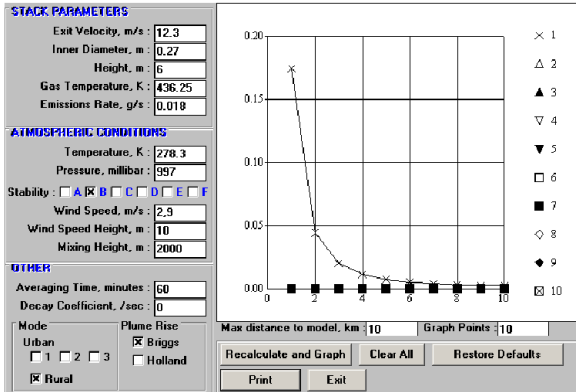 STACK PARAMETERS
Exit Velocity, m/s : 12.3
Inner Diameter, m : 0.27
Height, m : 6
Gas Temperature, K : 436.25
Emissions Rate, g/s : 0.018
ATMOSPHERIC CONDITIONS
Temperature, K : 278.3
Pressure, millibar : 997
Stability : A B C D E F
Wind Speed, m/s : 2,9
Wind Speed Height, m : 10
Mixing Height, m : 2000
OTHER
Averaging Time, minutes : 60
Decay Coefficient, /sec : 0
Mode
Urban
1 2 3
Rural
Plume Rise
Briggs
Holland
0.20
0.15
0.10
0.05
0.00
0 2 4 6 8 10
1
2
3
4
5
6
7
8
9
10
Max distance to model, km : 10 Graph Points : 10
Recalculate and Graph Clear All Restore Defaults
Print Exit